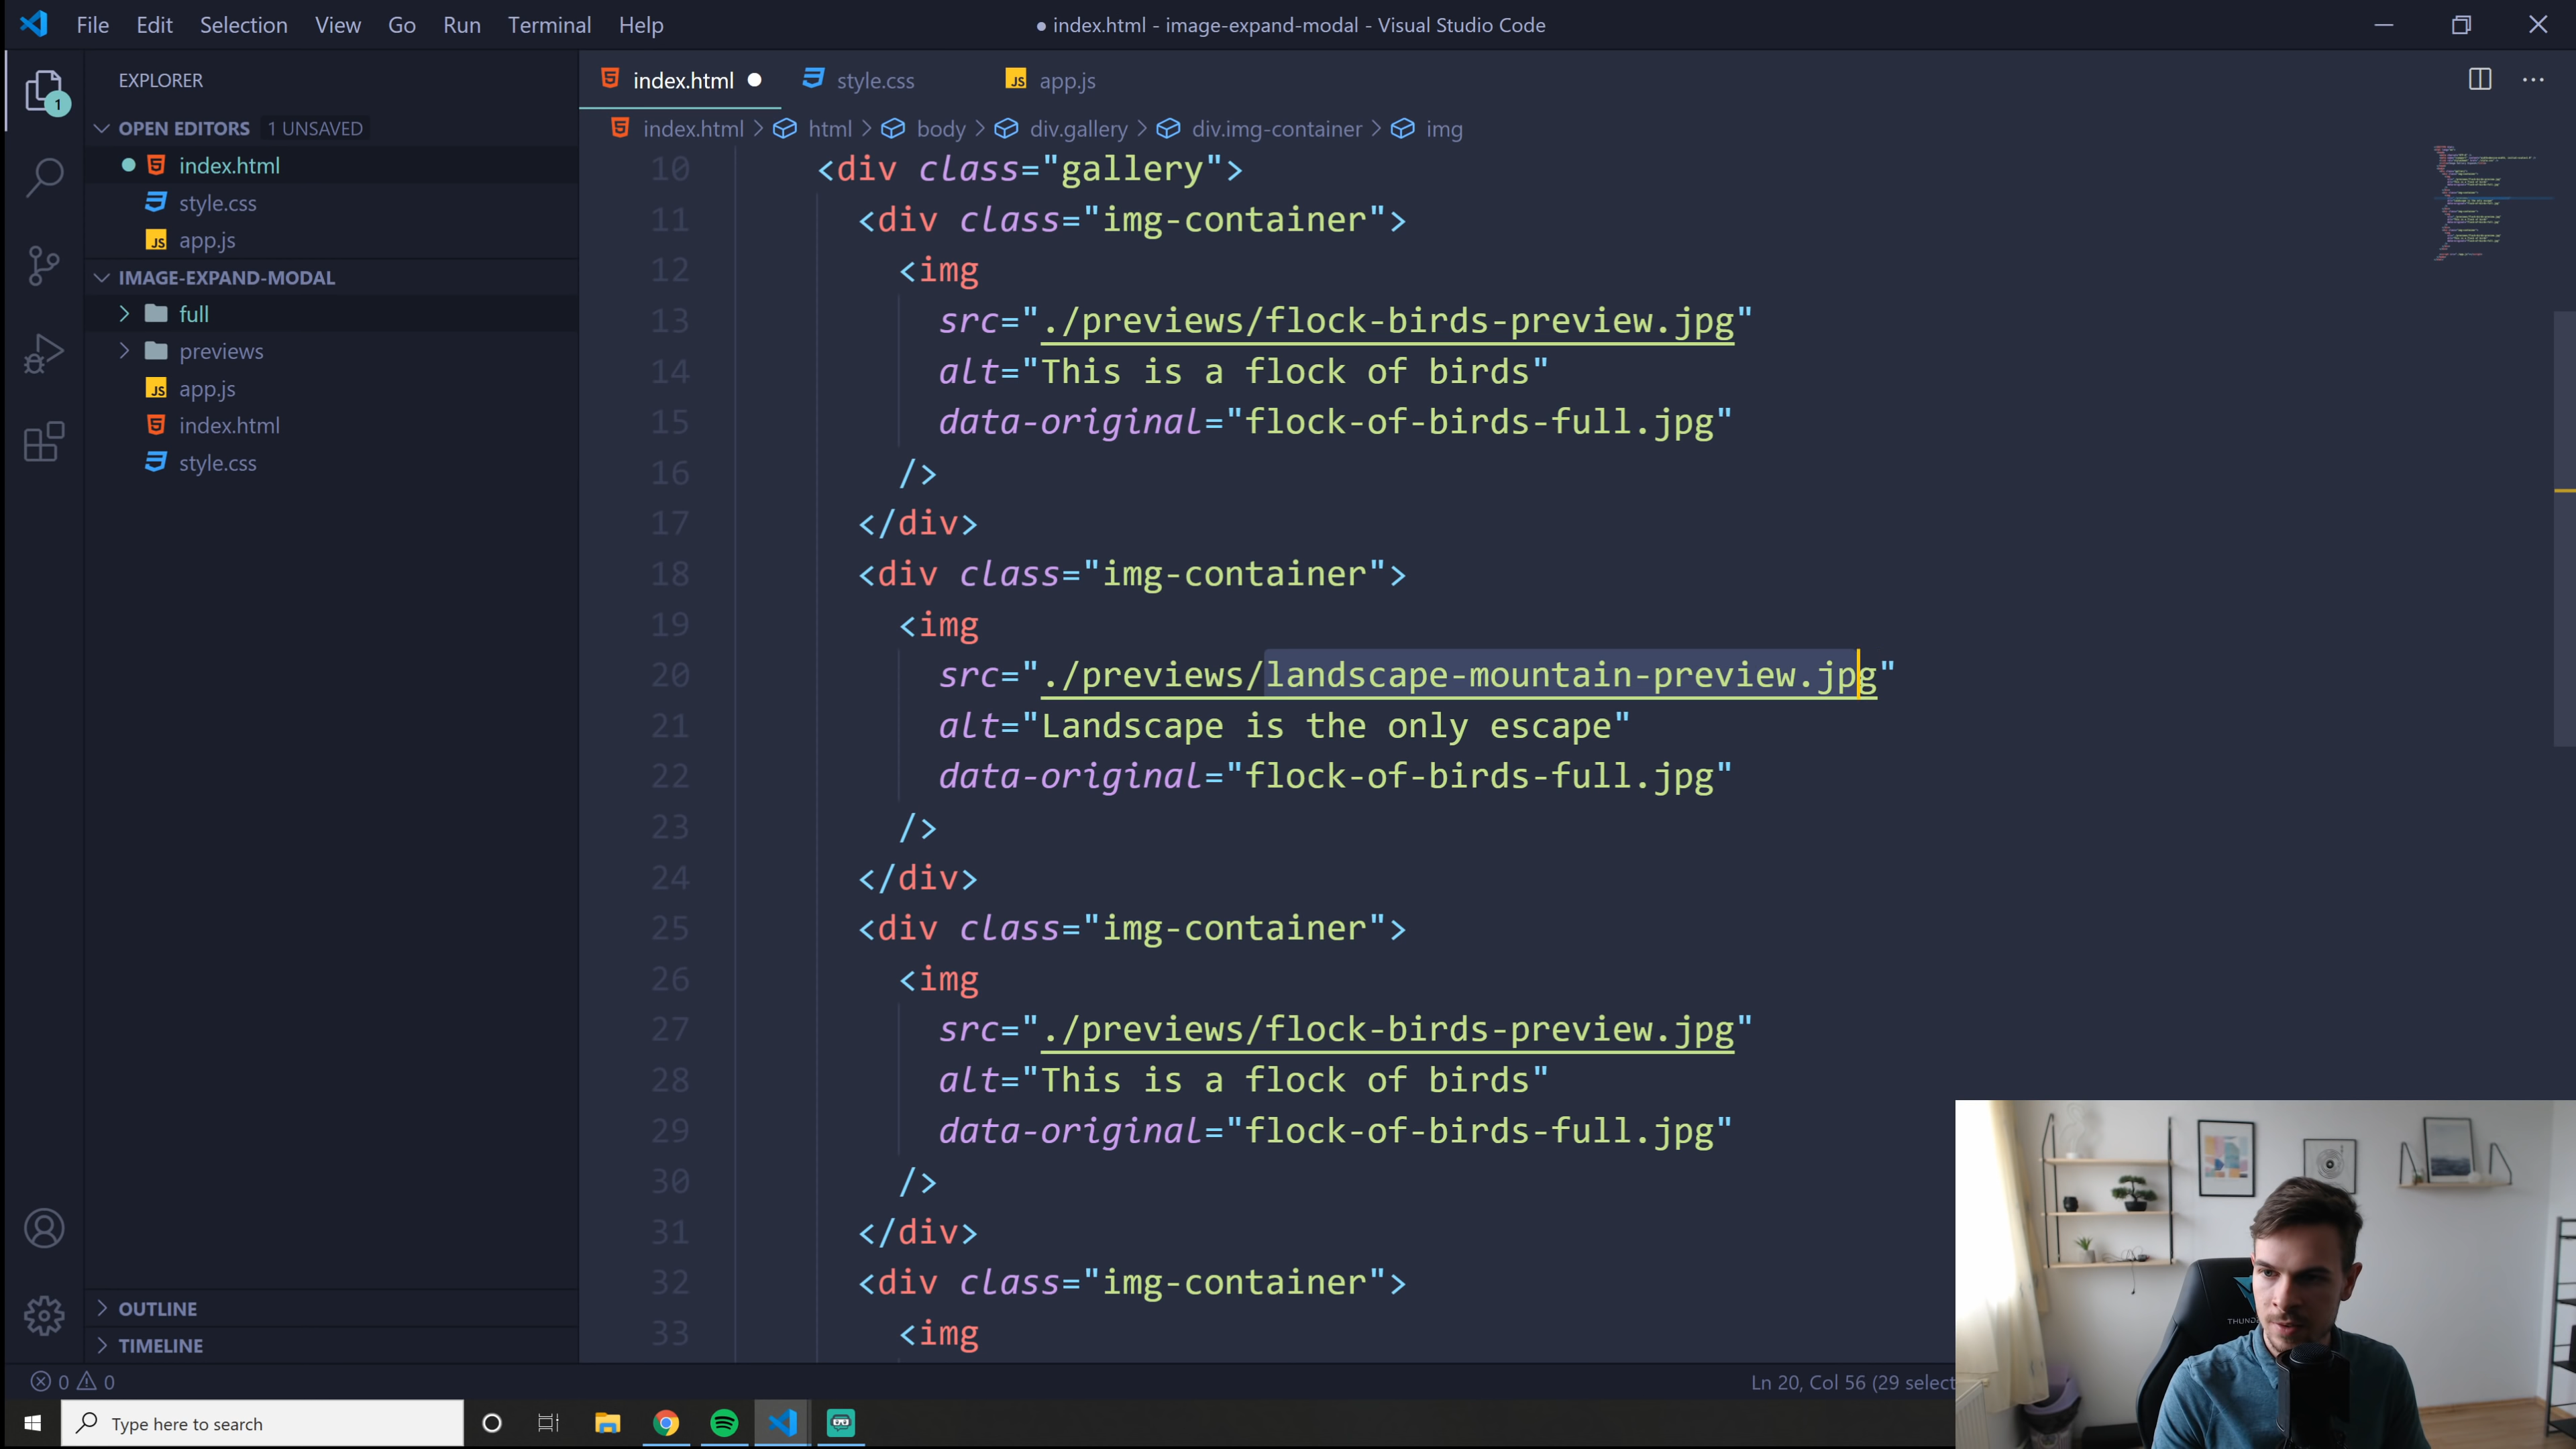 File Edit Selection View Go Run Terminal Help
● index.html - image-expand-modal - Visual Studio Code
EXPLORER
OPEN EDITORS 1 UNSAVED
index.html
style.css
JS app.js
IMAGE-EXPAND-MODAL
full
previews
JS app.js
index.html
style.css
OUTLINE
TIMELINE
1
index.html ●
style.css
JS app.js
index.html > html > body > div.gallery > div.img-container > img
10 <div class="gallery">
11 <div class="img-container">
12 <img
13 src="./previews/flock-birds-preview.jpg"
14 alt="This is a flock of birds"
15 data-original="flock-of-birds-full.jpg"
16 />
17 </div>
18 <div class="img-container">
19 <img
20 src="./previews/landscape-mountain-preview.jpg"
21 alt="Landscape is the only escape"
22 data-original="flock-of-birds-full.jpg"
23 />
24 </div>
25 <div class="img-container">
26 <img
27 src="./previews/flock-birds-preview.jpg"
28 alt="This is a flock of birds"
29 data-original="flock-of-birds-full.jpg"
30 />
31 </div>
32 <div class="img-container">
33 <img
THUND
0 0
Ln 20, Col 56 (29 select
Type here to search